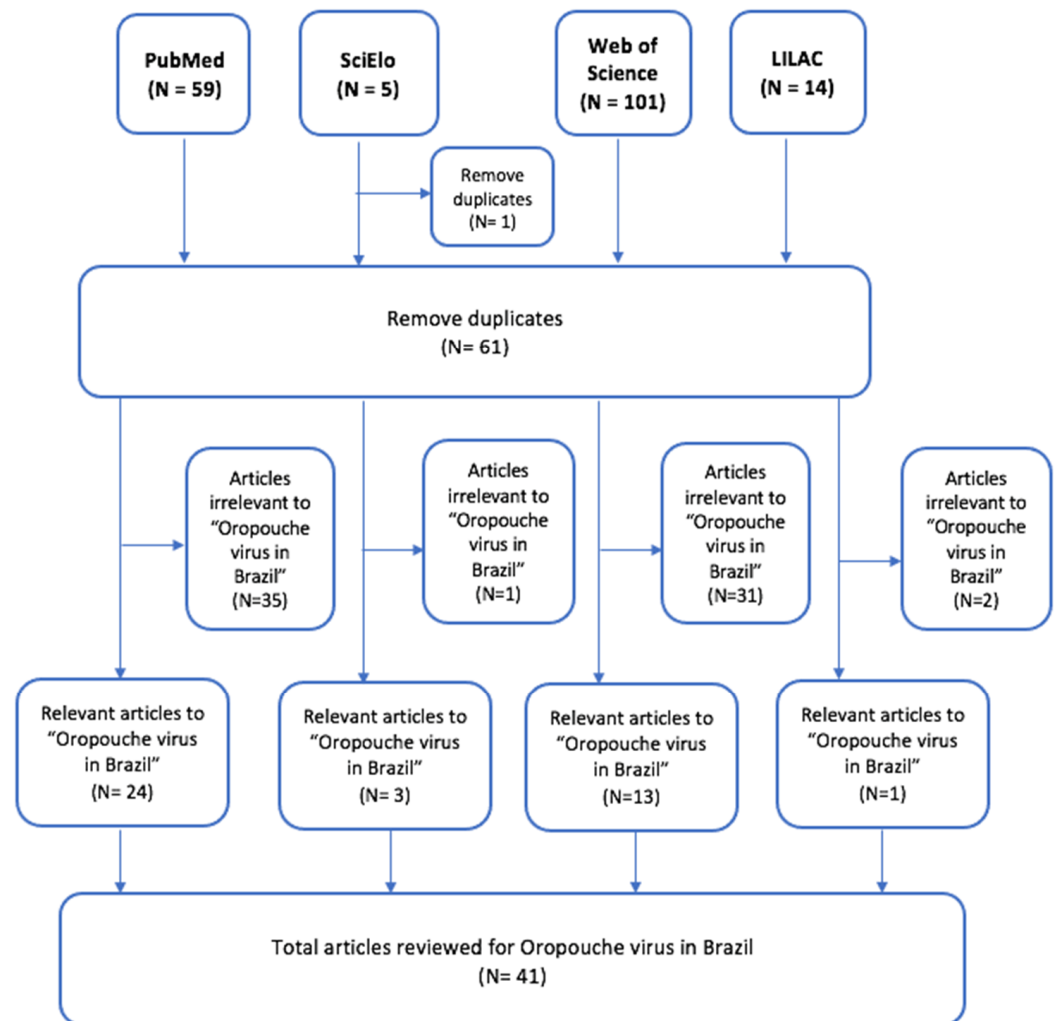 PubMed
(N = 59)
SciElo
(N = 5)
Web of
Science
(N = 101)
LILAC
(N = 14)
Remove
duplicates
(N= 1)
Remove duplicates
(N= 61)
Articles
irrelevant to
“Oropouche
virus in
Brazil”
(N=35)
Articles
irrelevant to
“Oropouche
virus in
Brazil”
(N=1)
Articles
irrelevant to
“Oropouche
virus in
Brazil”
(N=31)
Articles
irrelevant to
“Oropouche
virus in
Brazil”
(N=2)
Relevant articles to
“Oropouche virus
in Brazil”
(N= 24)
Relevant articles to
“Oropouche virus
in Brazil”
(N= 3)
Relevant articles to
“Oropouche virus
in Brazil”
(N=13)
Relevant articles to
“Oropouche virus
in Brazil”
(N=1)
Total articles reviewed for Oropouche virus in Brazil
(N= 41)